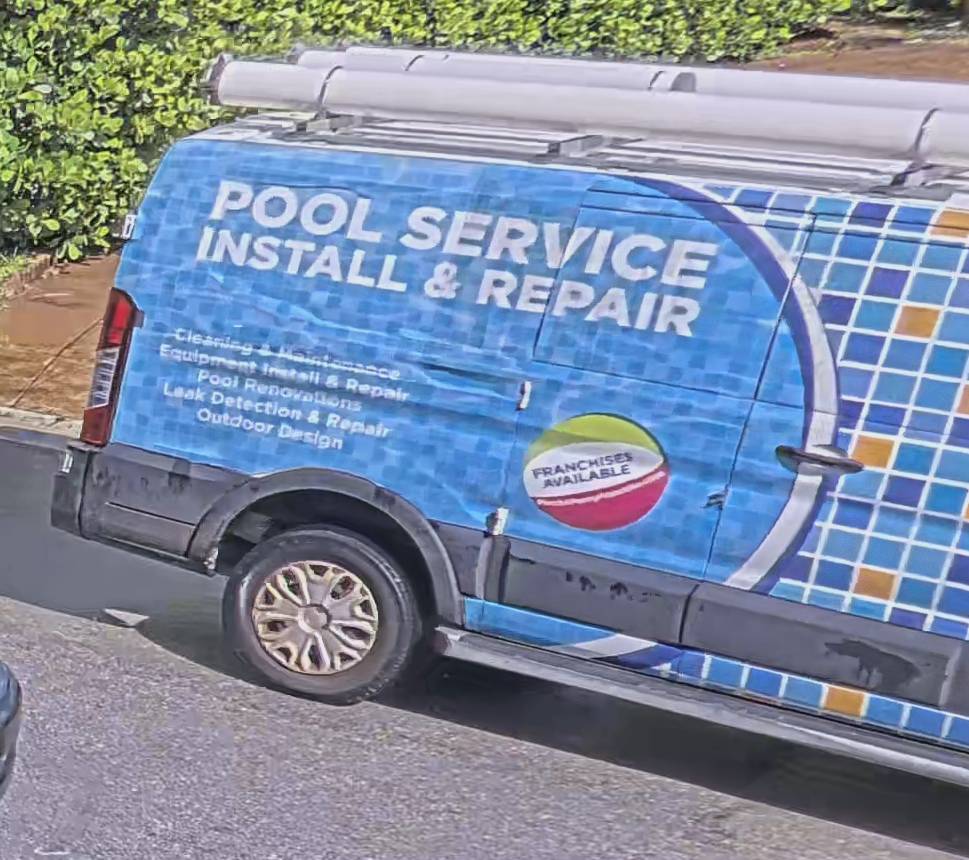 POOL SERVICE
INSTALL & REPAIR
Cleaning & Maintenance
Equipment Install & Repair
Pool Renovations
Leak Detection & Repair
Outdoor Design
FRANCHISES
AVAILABLE